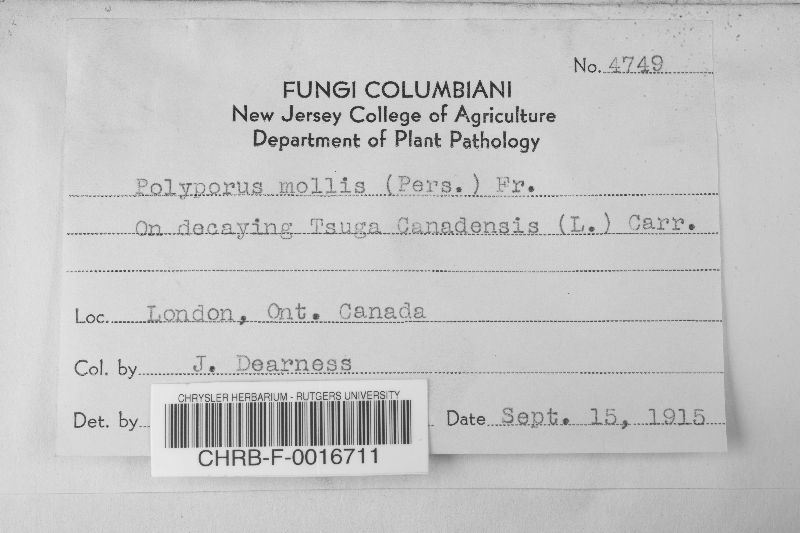 No. 4749
FUNGI COLUMBIANI
New Jersey College of Agriculture
Department of Plant Pathology
Polyporus mollis (Pers.) Fr.
On decaying Tsuga Canadensis (L.) Carr.
Loc. London, Ont. Canada
Col. by J. Dearness
Det. by Date Sept. 15, 1915
CHRYSLER HERBARIUM - RUTGERS UNIVERSITY
CHRB-F-0016711